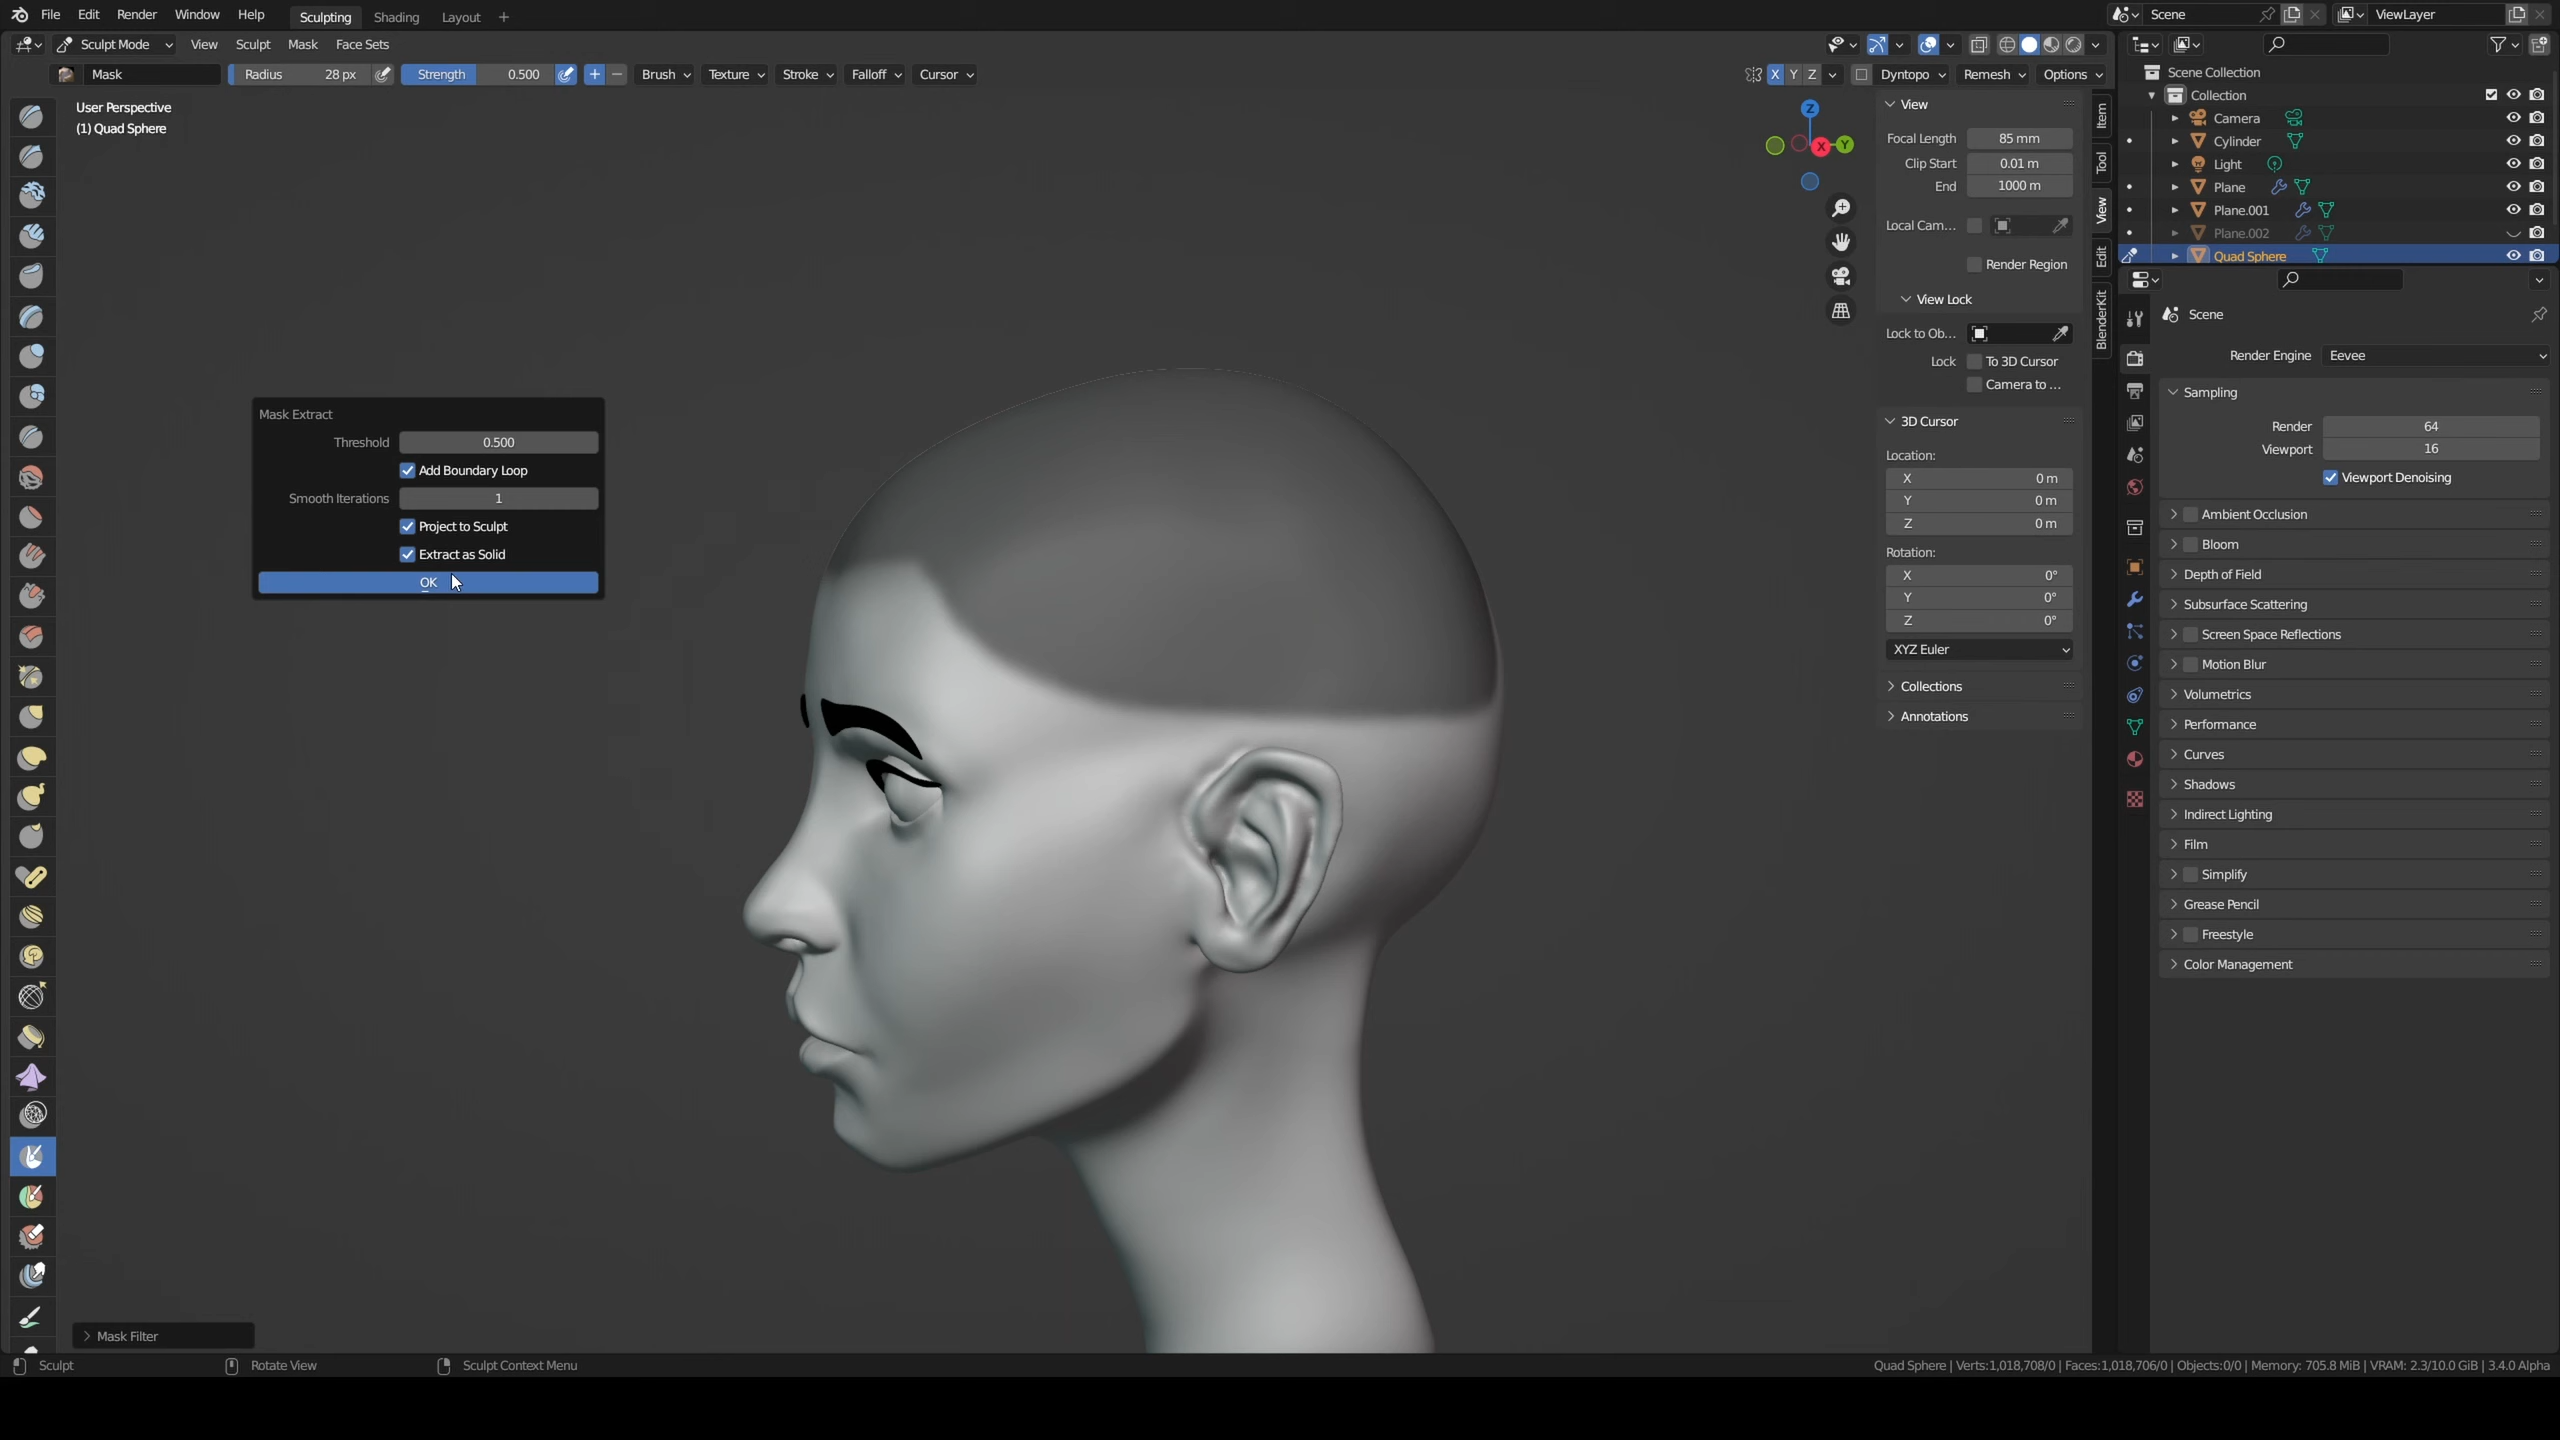 File Edit Render Window Help Sculpting Shading Layout + Scene ViewLayer
Sculpt Mode View Sculpt Mask Face Sets
Mask Radius 28 px Strength 0.500 + − Brush Texture Stroke Falloff Cursor X Y Z Dyntopo Remesh Options
User Perspective
(1) Quad Sphere
Z
X
Y
Mask Extract
Threshold 0.500
Add Boundary Loop
Smooth Iterations 1
Project to Sculpt
Extract as Solid
OK
Mask Filter
View
Focal Length 85 mm
Clip Start 0.01 m
End 1000 m
Local Cam...
Render Region
View Lock
Lock to Ob...
Lock To 3D Cursor
Camera to ...
3D Cursor
Location:
X 0 m
Y 0 m
Z 0 m
Rotation:
X 0°
Y 0°
Z 0°
XYZ Euler
Collections
Annotations
Item
Tool
View
Edit
BlenderKit
Scene Collection
Collection
Camera
Cylinder
Light
Plane
Plane.001
Plane.002
Quad Sphere
Scene
Render Engine Eevee
Sampling
Render 64
Viewport 16
Viewport Denoising
Ambient Occlusion
Bloom
Depth of Field
Subsurface Scattering
Screen Space Reflections
Motion Blur
Volumetrics
Performance
Curves
Shadows
Indirect Lighting
Film
Simplify
Grease Pencil
Freestyle
Color Management
Sculpt Rotate View Sculpt Context Menu Quad Sphere | Verts:1,018,708/0 | Faces:1,018,706/0 | Objects:0/0 | Memory: 705.8 MiB | VRAM: 2.3/10.0 GiB | 3.4.0 Alpha